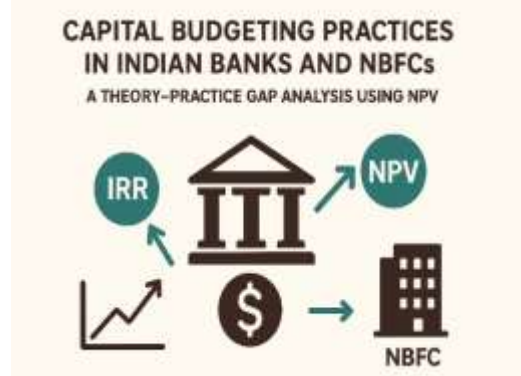 CAPITAL BUDGETING PRACTICES
IN INDIAN BANKS AND NBFCs
A THEORY–PRACTICE GAP ANALYSIS USING NPV
IRR
NPV
$
NBFC